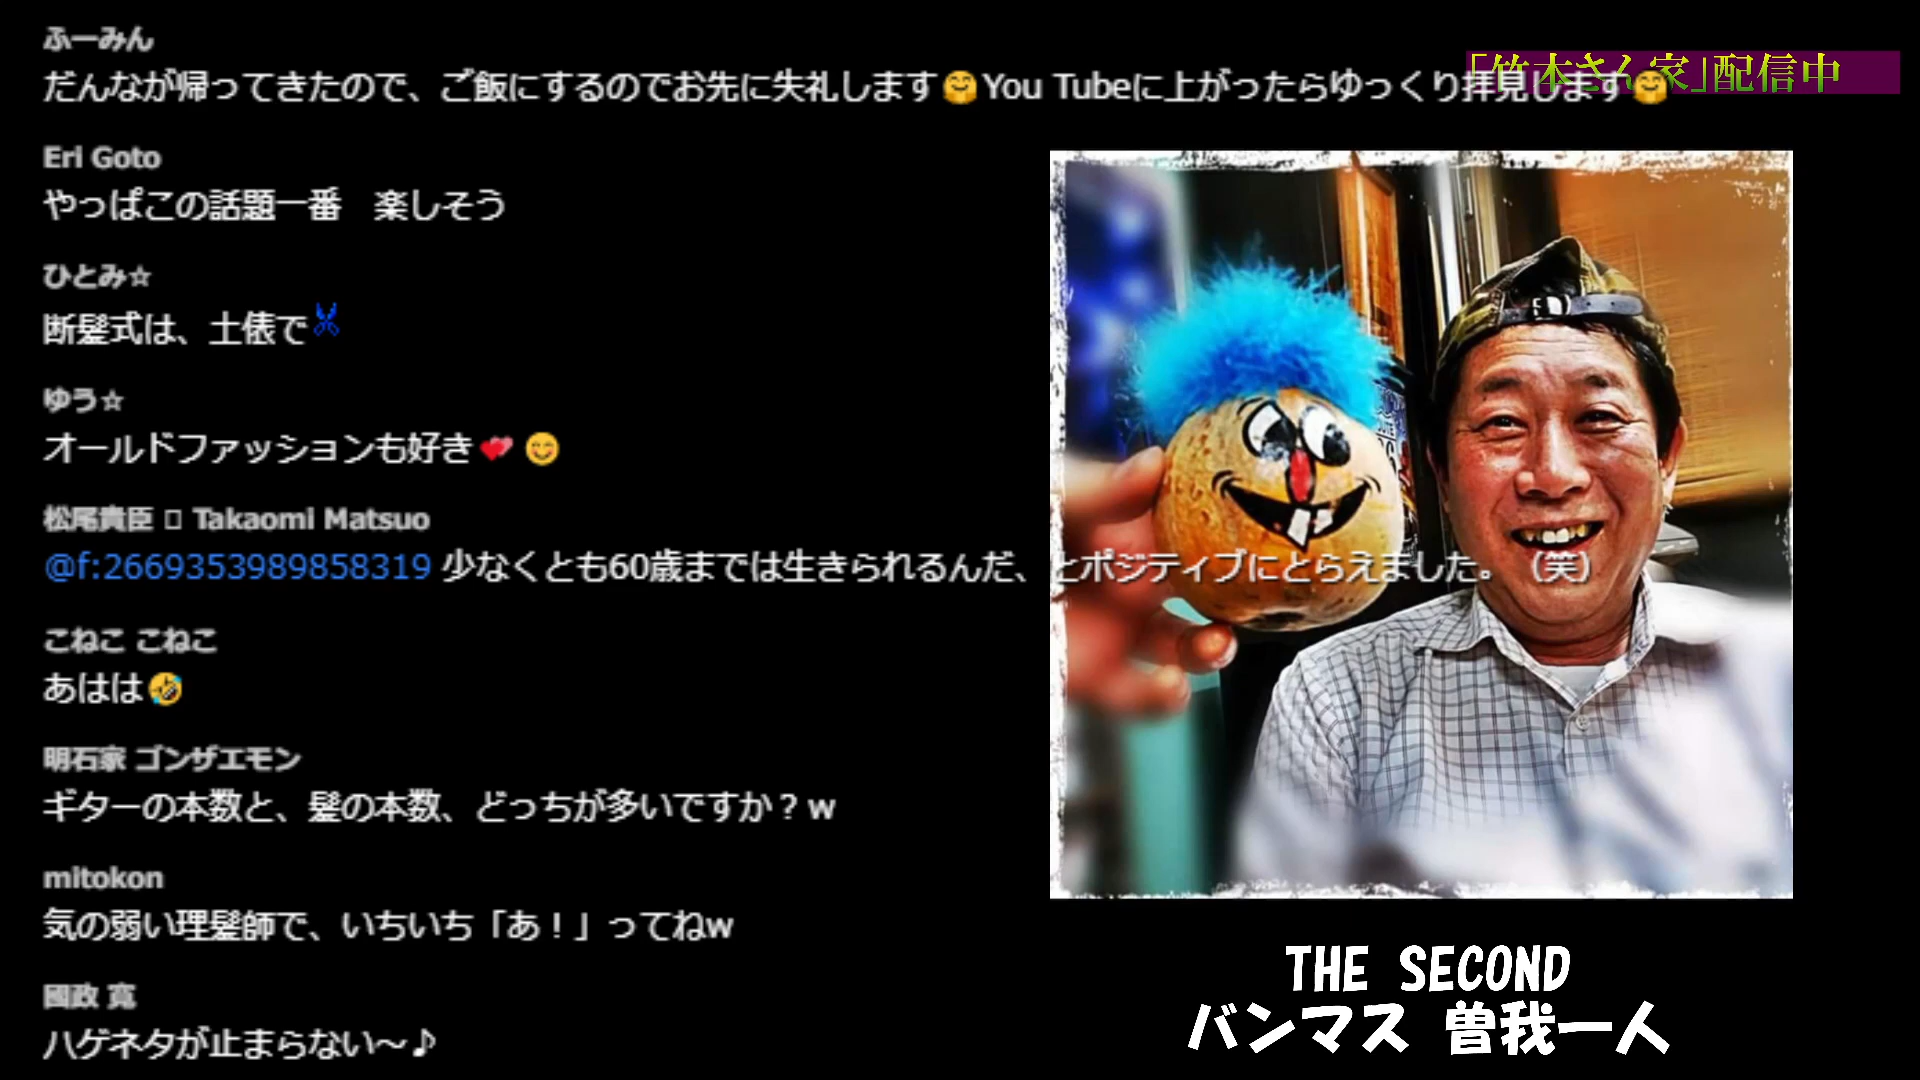 ふーみん
だんなが帰ってきたので、ご飯にするのでお先に失礼します🤗You Tubeに上がったらゆっくり拝見します🤗
「竹本さん家」配信中
Eri Goto
やっぱこの話題一番　楽しそう
ひとみ☆
断髪式は、土俵で✂
ゆう☆
オールドファッションも好き💕😊
松尾貴臣 Takaomi Matsuo
@f:2669353989858319 少なくとも60歳までは生きられるんだ、とポジティブにとらえました。（笑）
こねこ こねこ
あはは🤣
明石家 ゴンザエモン
ギターの本数と、髪の本数、どっちが多いですか？ｗ
mitokon
気の弱い理髪師で、いちいち「あ！」ってねw
國政 寛
ハゲネタが止まらない〜♪
THE SECOND
バンマス 曽我一人